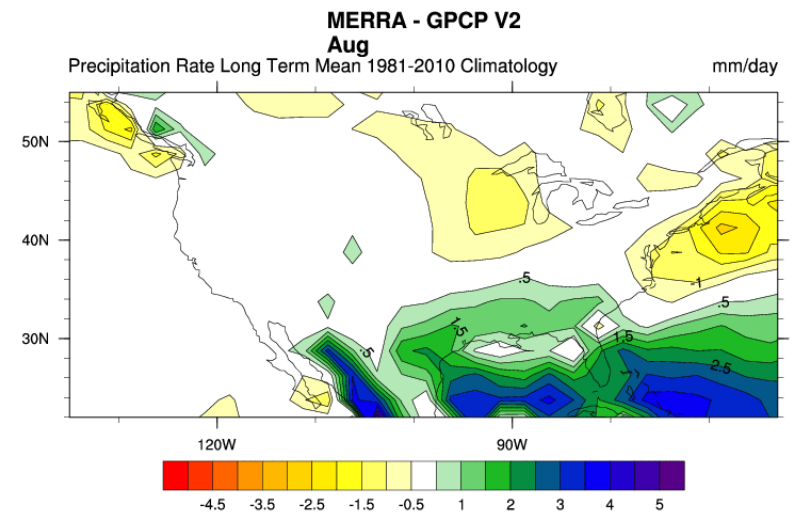 MERRA - GPCP V2
Aug
Precipitation Rate Long Term Mean 1981-2010 Climatology mm/day
50N
40N
30N
.5
-1
.5
1.5
1.5
.5
2.5
120W 90W
-4.5 -3.5 -2.5 -1.5 -0.5 1 2 3 4 5